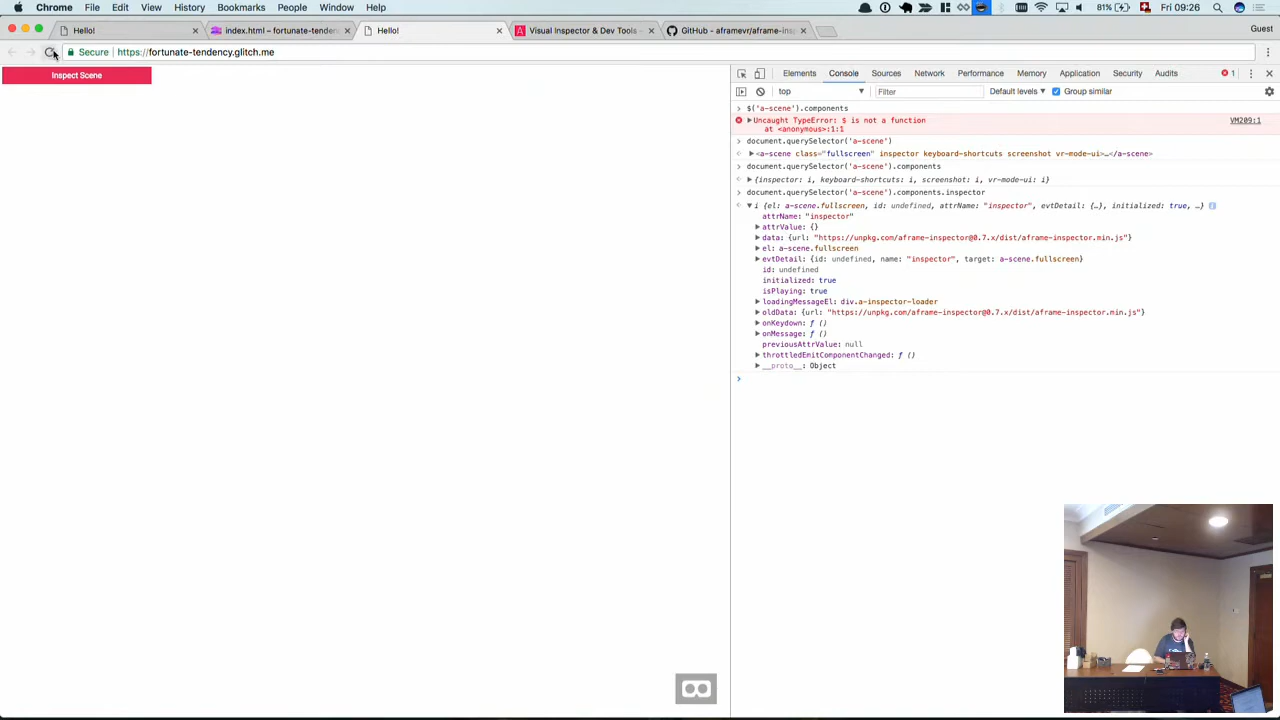 Chrome File Edit View History Bookmarks People Window Help 81% Fri 09:26
Hello! index.html – fortunate-tenden Hello! Visual Inspector & Dev Tools – GitHub - aframevr/aframe-insp Guest
Secure https://fortunate-tendency.glitch.me
Inspect Scene
Elements Console Sources Network Performance Memory Application Security Audits 1
top Filter Default levels Group similar
$('a-scene').components
Uncaught TypeError: $ is not a function VM209:1
at <anonymous>:1:1
document.querySelector('a-scene')
<a-scene class="fullscreen" inspector keyboard-shortcuts screenshot vr-mode-ui>…</a-scene>
document.querySelector('a-scene').components
{inspector: i, keyboard-shortcuts: i, screenshot: i, vr-mode-ui: i}
document.querySelector('a-scene').components.inspector
i {el: a-scene.fullscreen, id: undefined, attrName: "inspector", evtDetail: {…}, initialized: true, …}
attrName: "inspector"
attrValue: {}
data: {url: "https://unpkg.com/aframe-inspector@0.7.x/dist/aframe-inspector.min.js"}
el: a-scene.fullscreen
evtDetail: {id: undefined, name: "inspector", target: a-scene.fullscreen}
id: undefined
initialized: true
isPlaying: true
loadingMessageEl: div.a-inspector-loader
oldData: {url: "https://unpkg.com/aframe-inspector@0.7.x/dist/aframe-inspector.min.js"}
onKeydown: ƒ ()
onMessage: ƒ ()
previousAttrValue: null
throttledEmitComponentChanged: ƒ ()
__proto__: Object